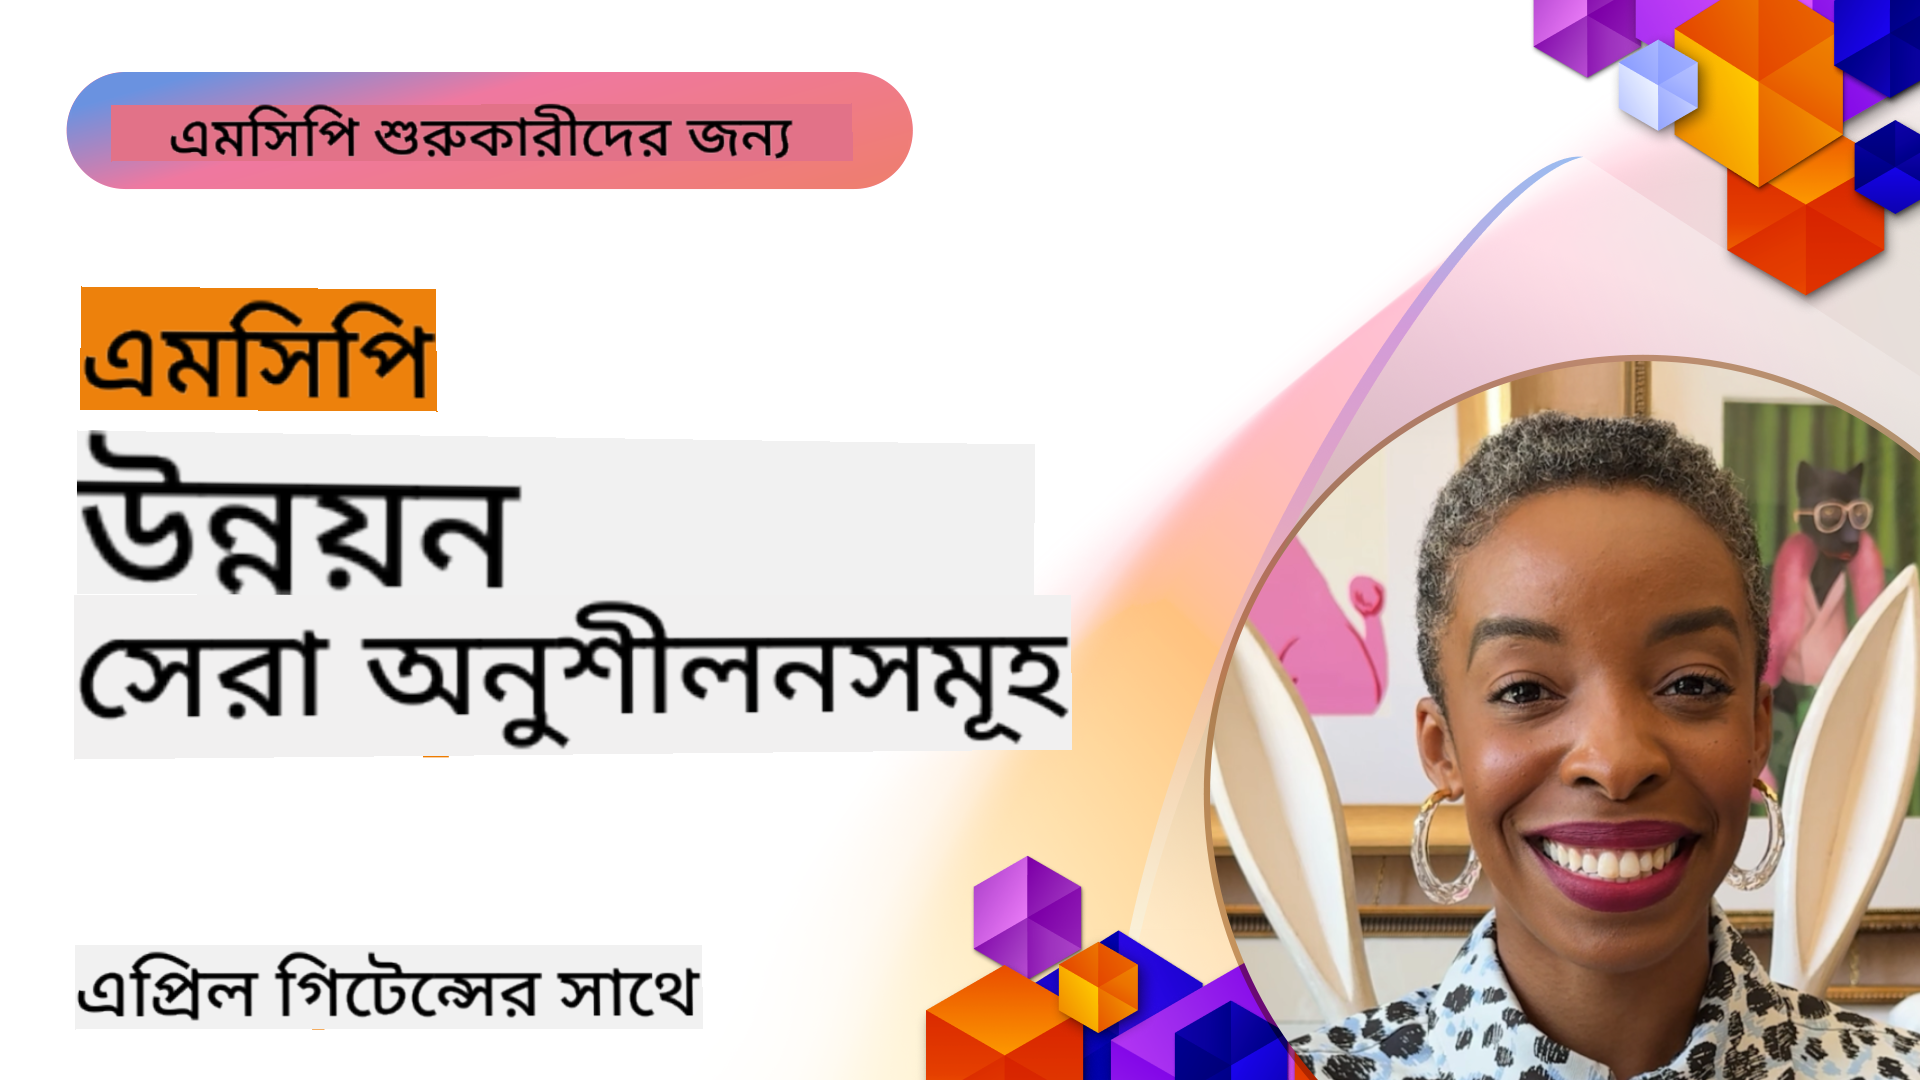 এমসিপি শুরুকারীদের জন্য
এমসিপি
উন্নয়ন
সেরা অনুশীলনসমূহ
এপ্রিল গিটেন্সের সাথে